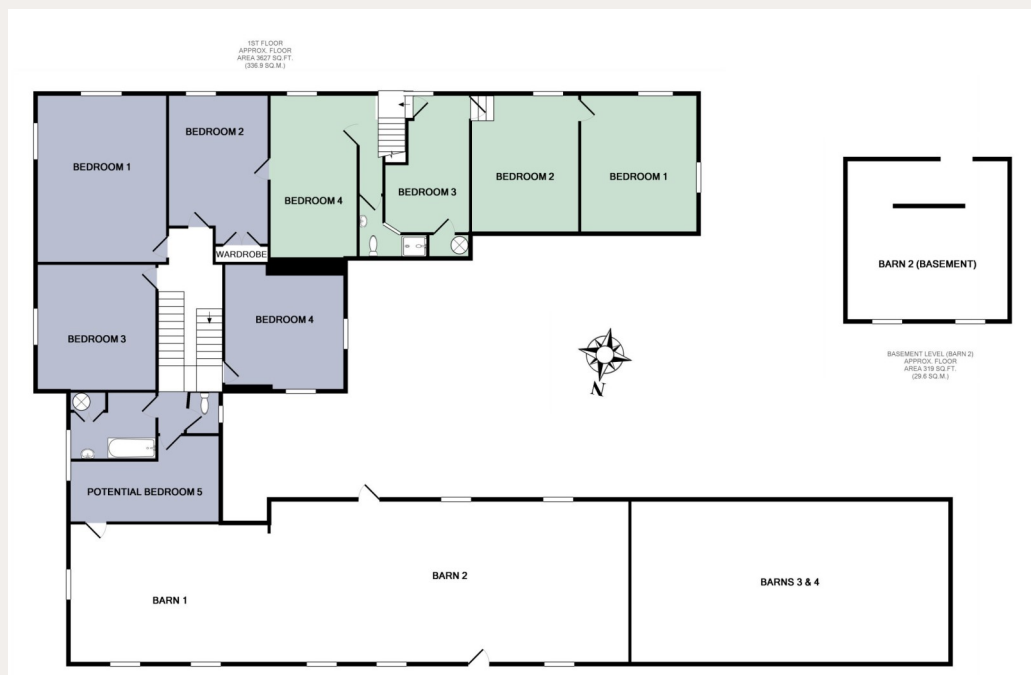 1ST FLOOR
APPROX. FLOOR
AREA 3627 SQ.FT.
(336.9 SQ.M.)
BEDROOM 1
BEDROOM 2
BEDROOM 4
BEDROOM 3
BEDROOM 2
BEDROOM 1
WARDROBE
BEDROOM 3
BEDROOM 4
POTENTIAL BEDROOM 5
N
BARN 2 (BASEMENT)
BASEMENT LEVEL (BARN 2)
APPROX. FLOOR
AREA 319 SQ.FT.
(29.6 SQ.M.)
BARN 1
BARN 2
BARNS 3 & 4